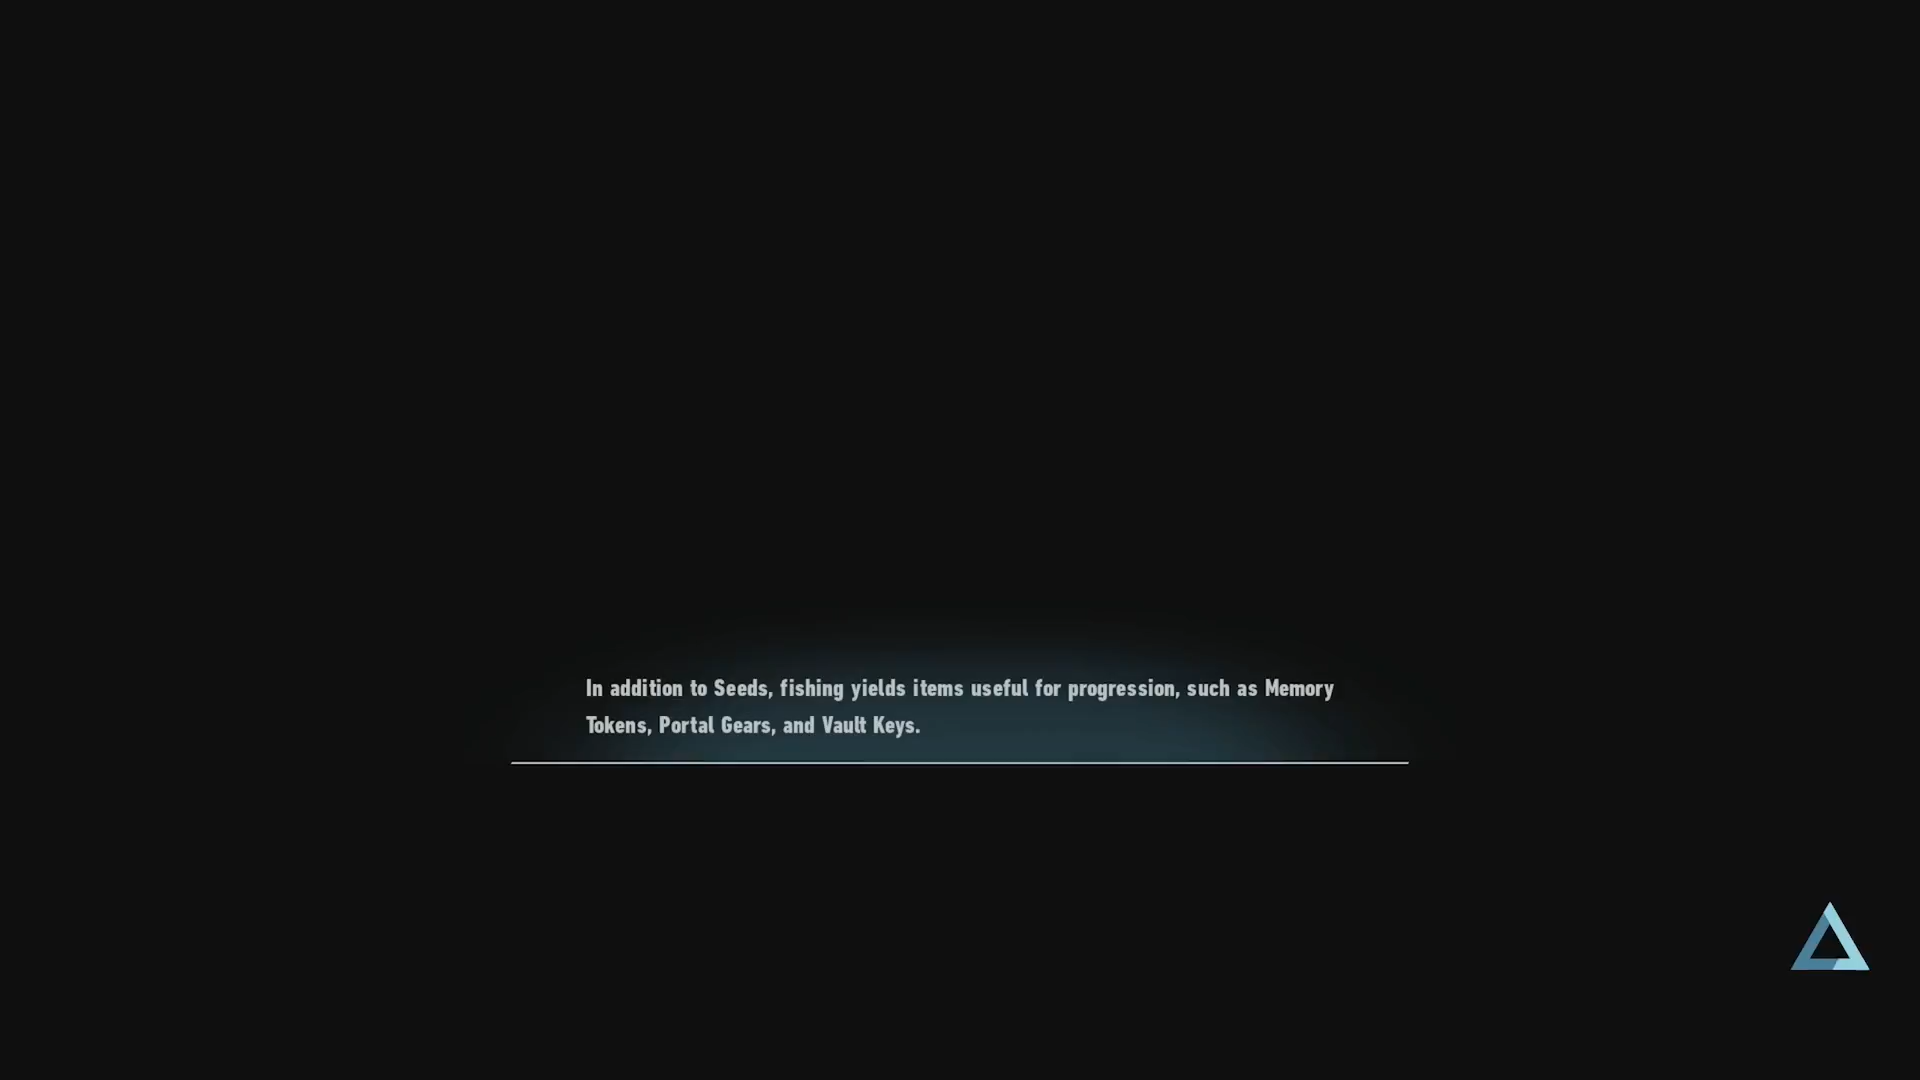 In addition to Seeds, fishing yields items useful for progression, such as Memory
Tokens, Portal Gears, and Vault Keys.